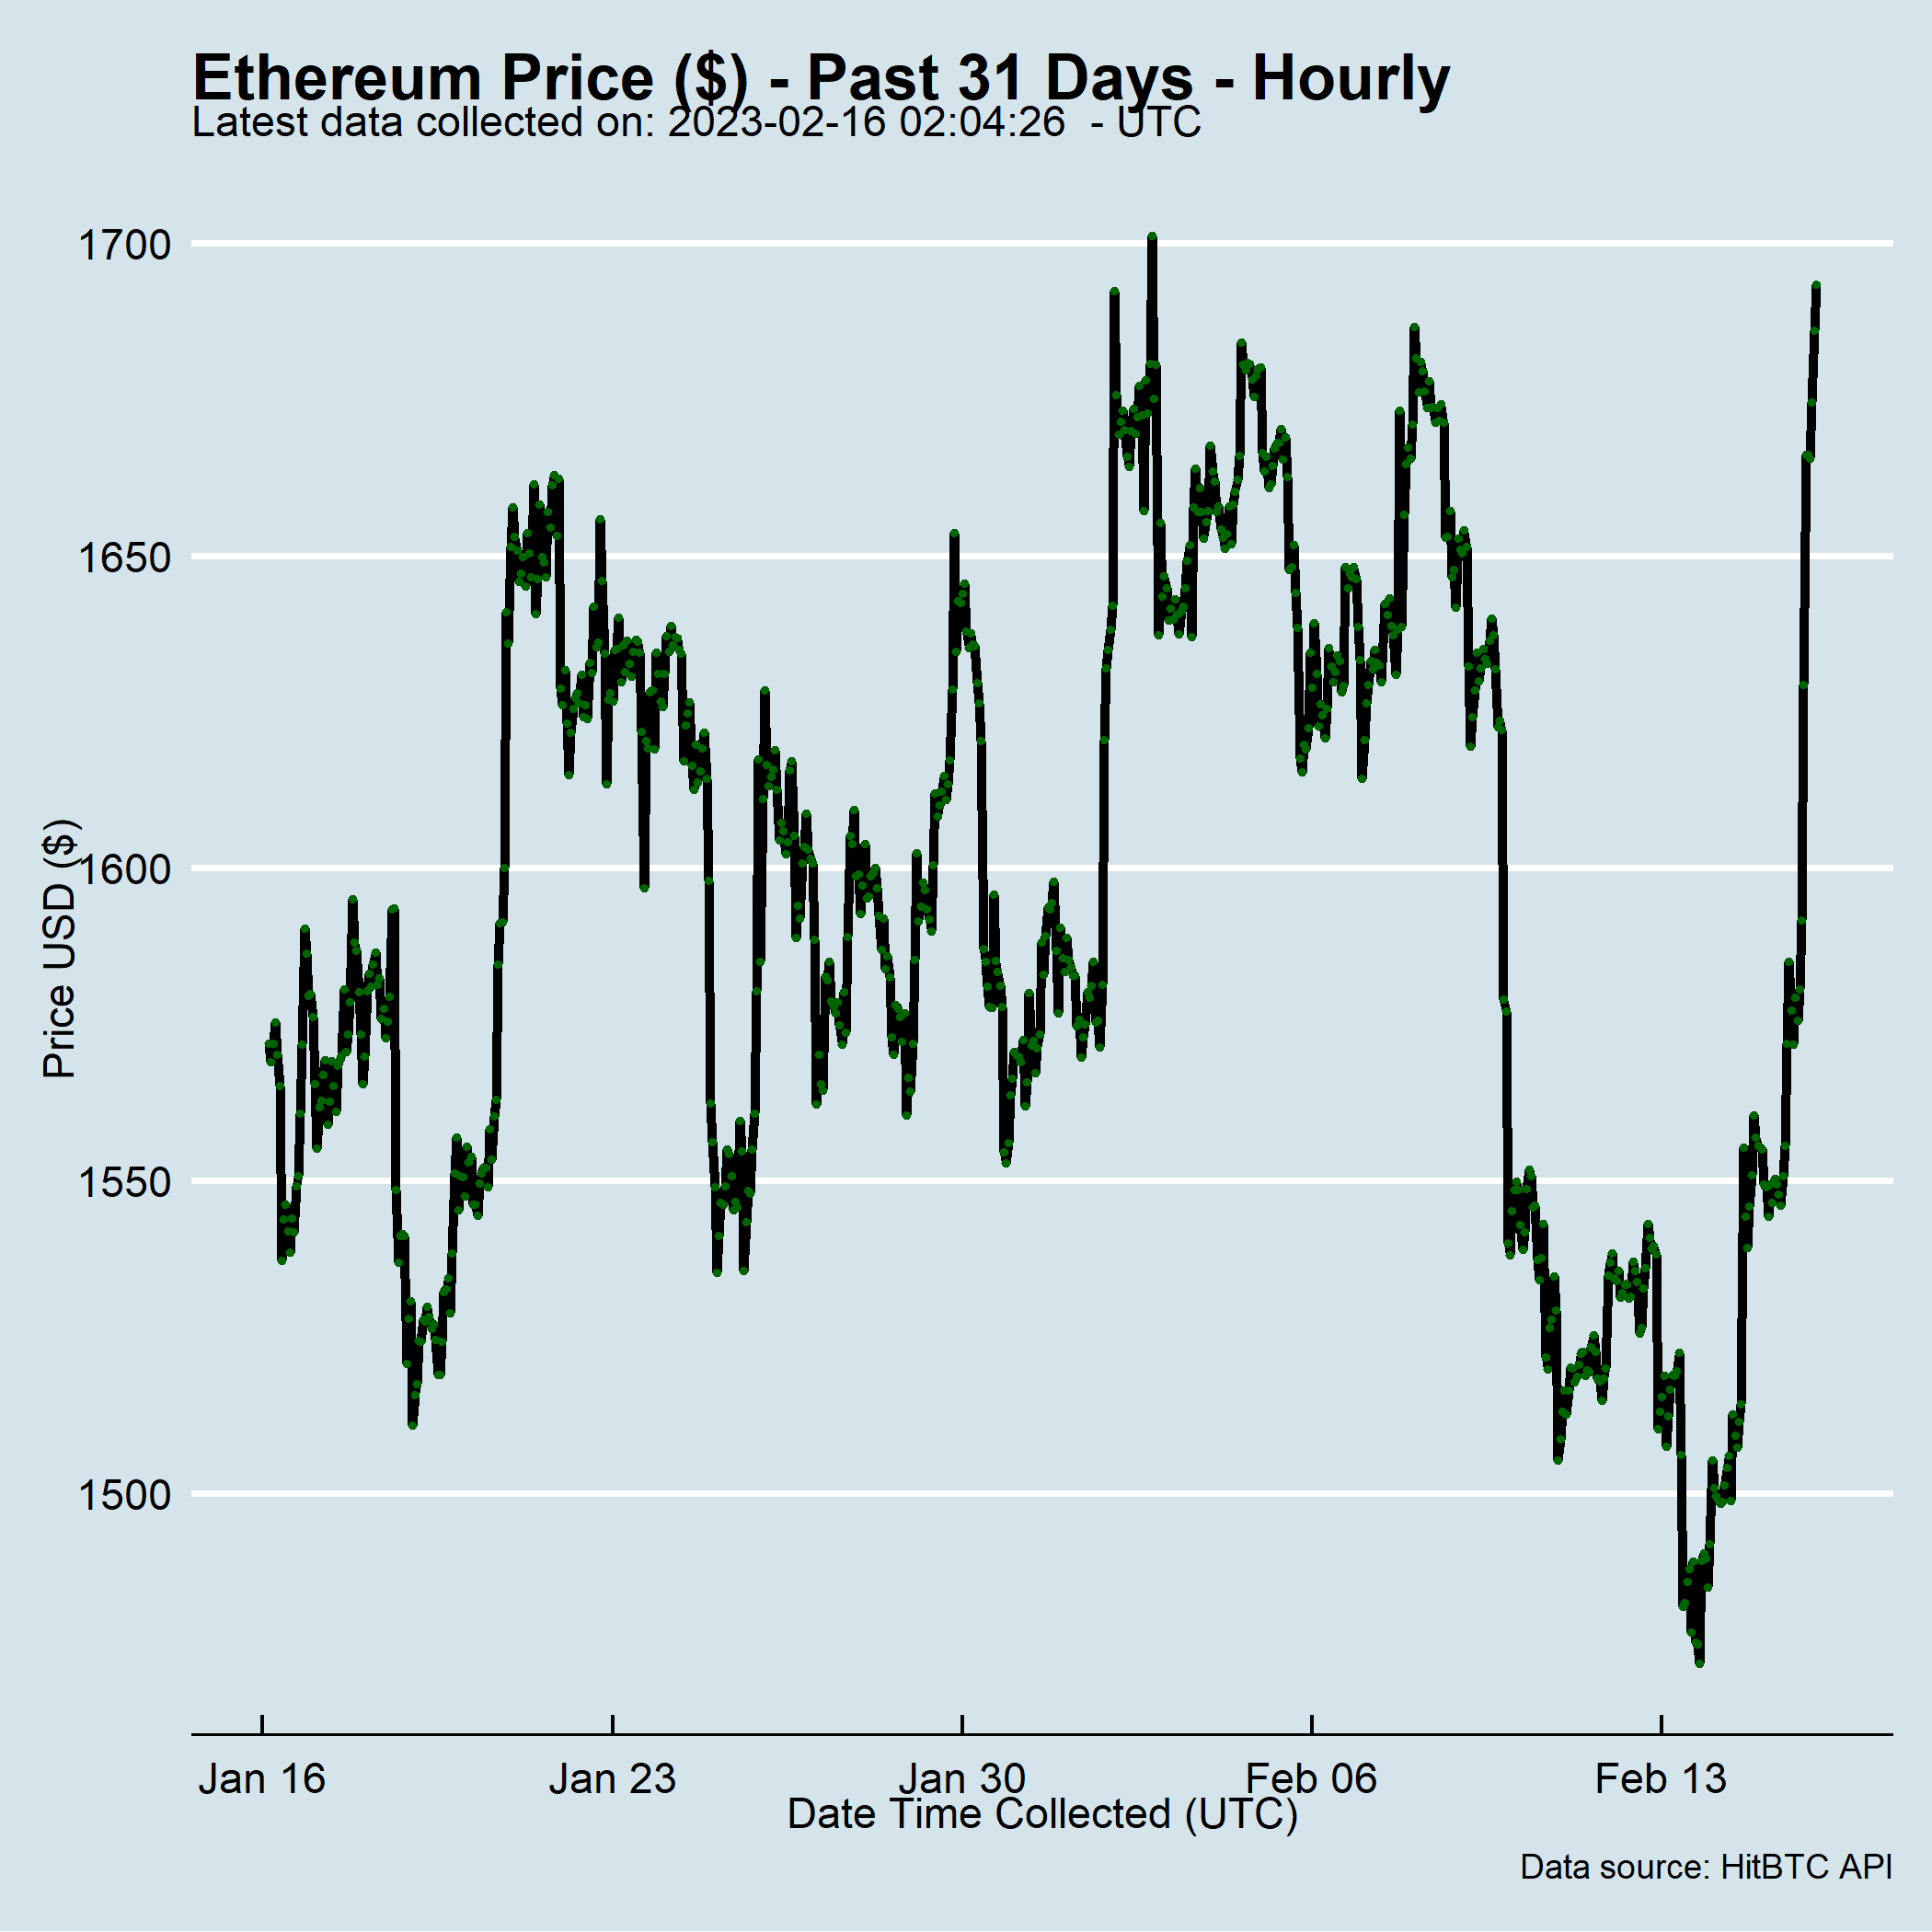 Ethereum Price ($) - Past 31 Days - Hourly
Latest data collected on: 2023-02-16 02:04:26  - UTC
1700
1650
1600
1550
1500
Price USD ($)
Jan 16 Jan 23 Jan 30 Feb 06 Feb 13
Date Time Collected (UTC)
Data source: HitBTC API